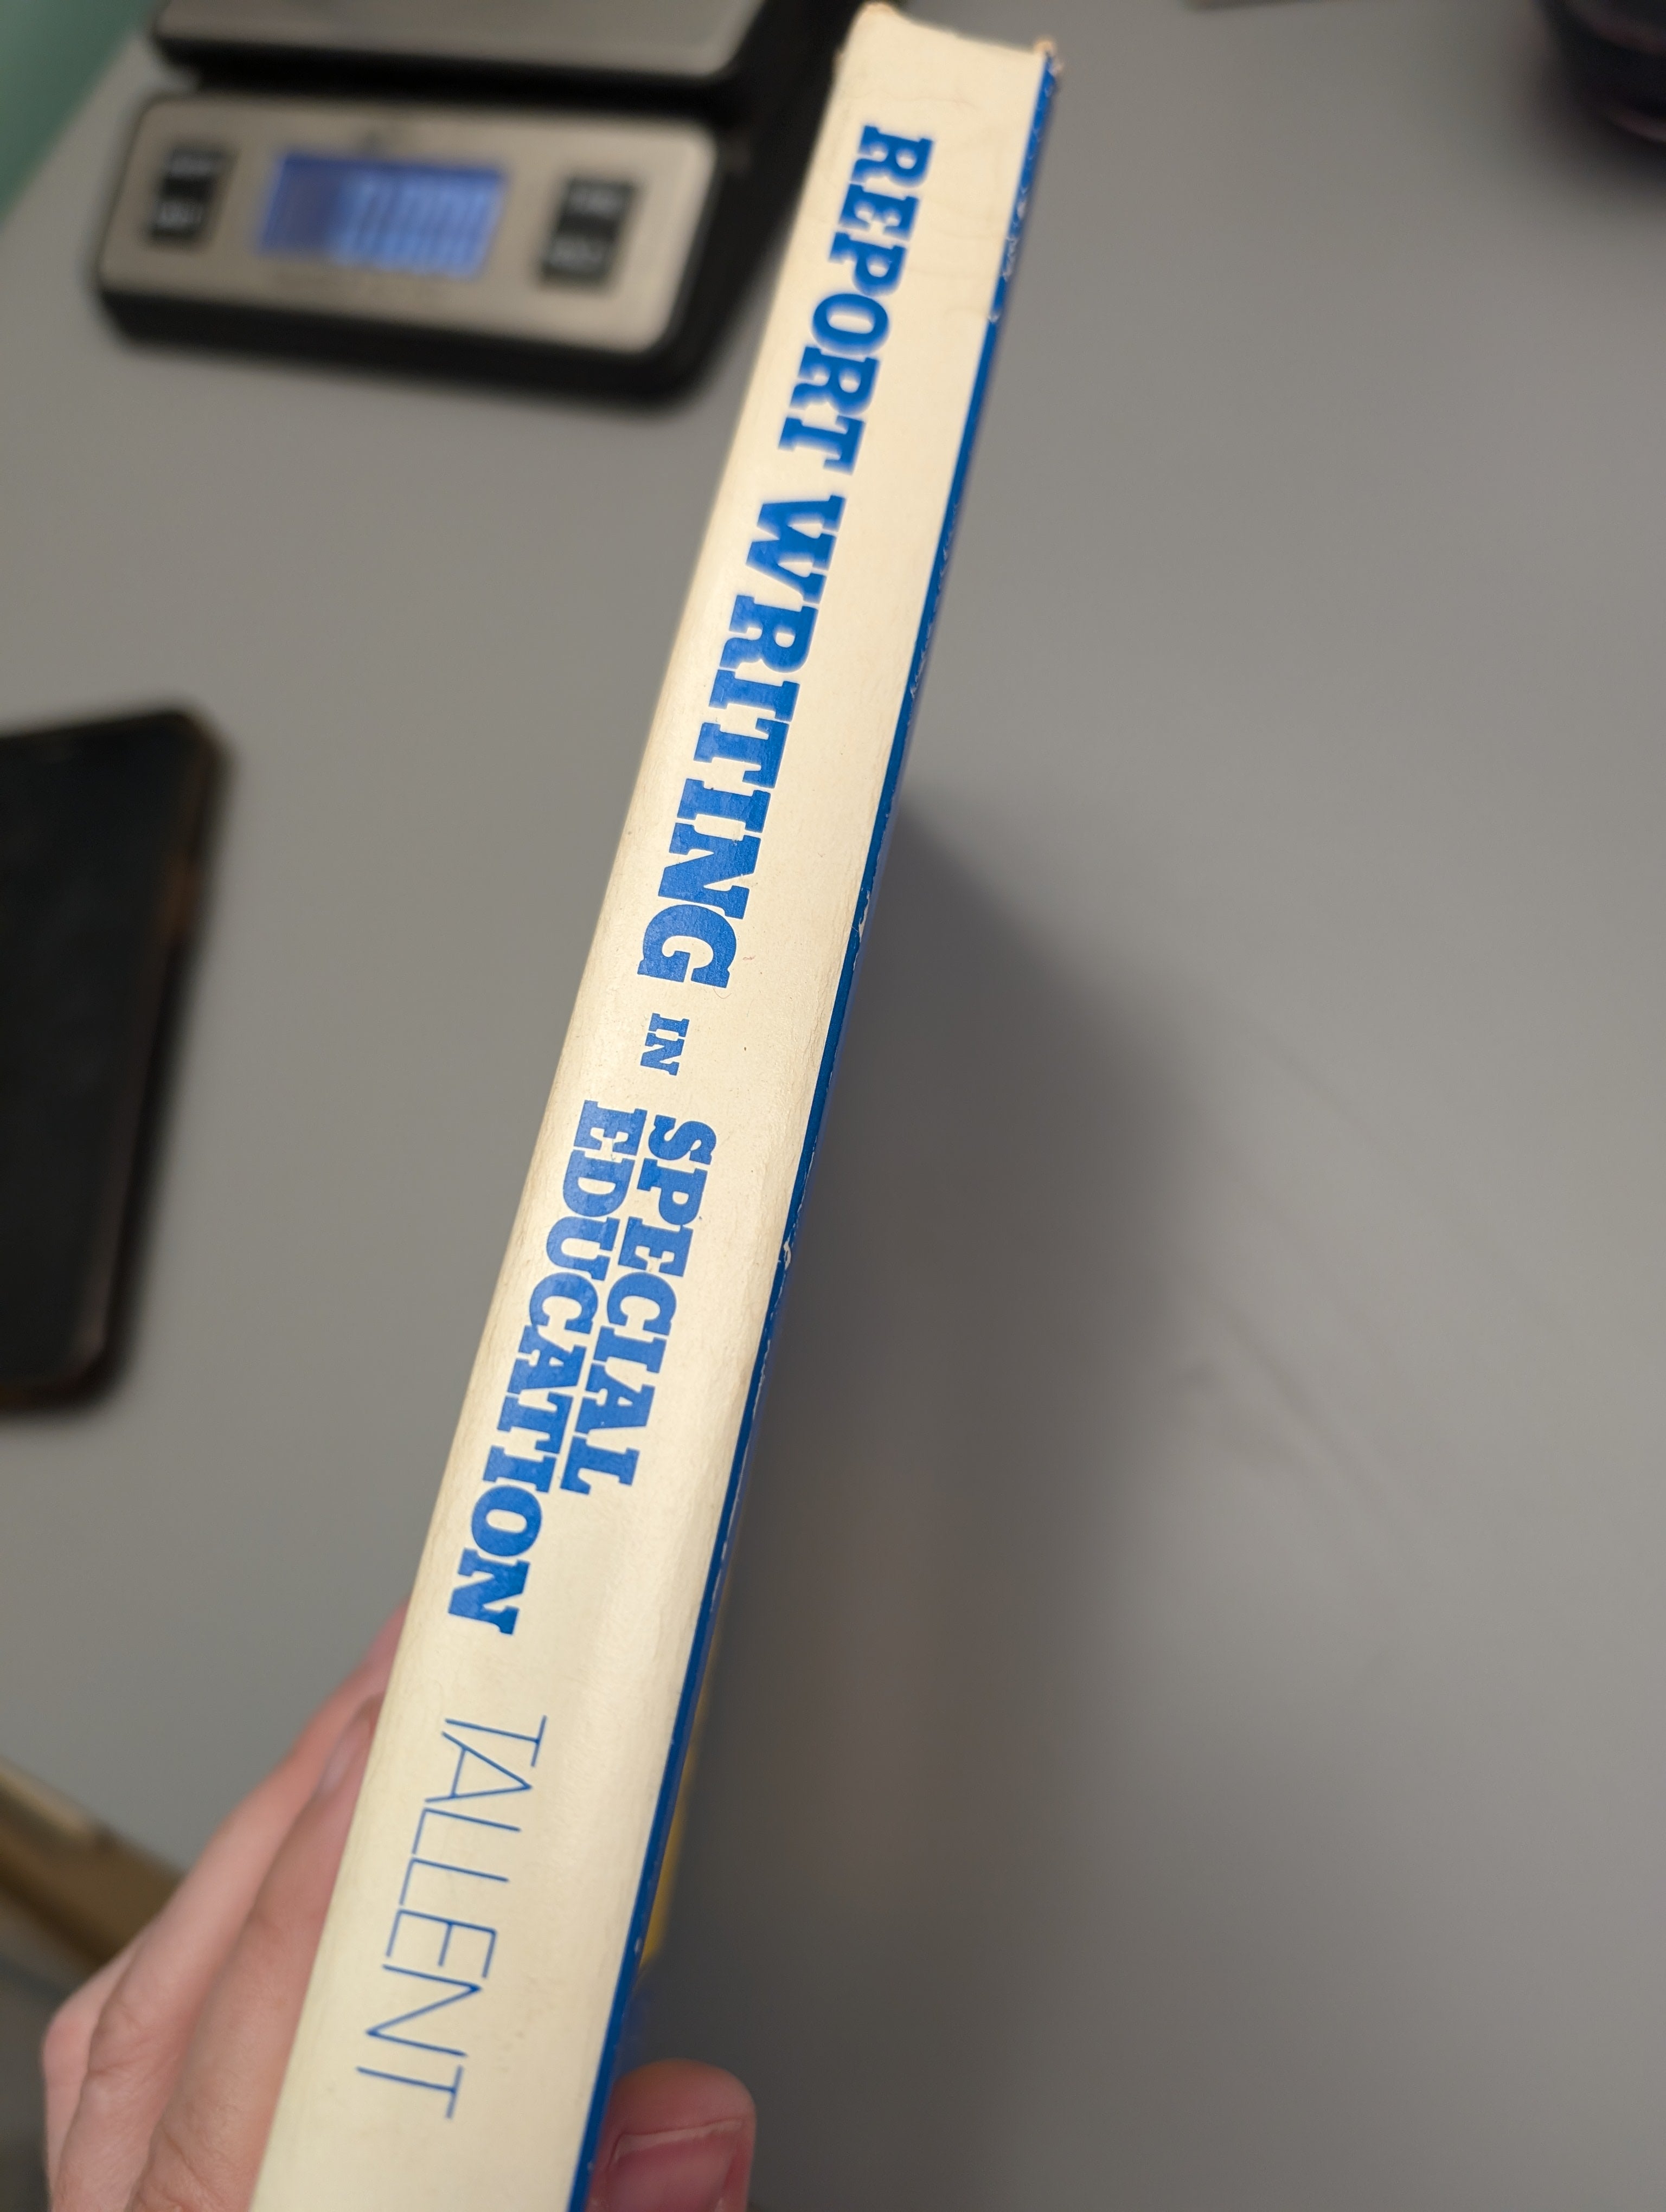 REPORT WRITING IN SPECIAL
EDUCATION
TALLENT